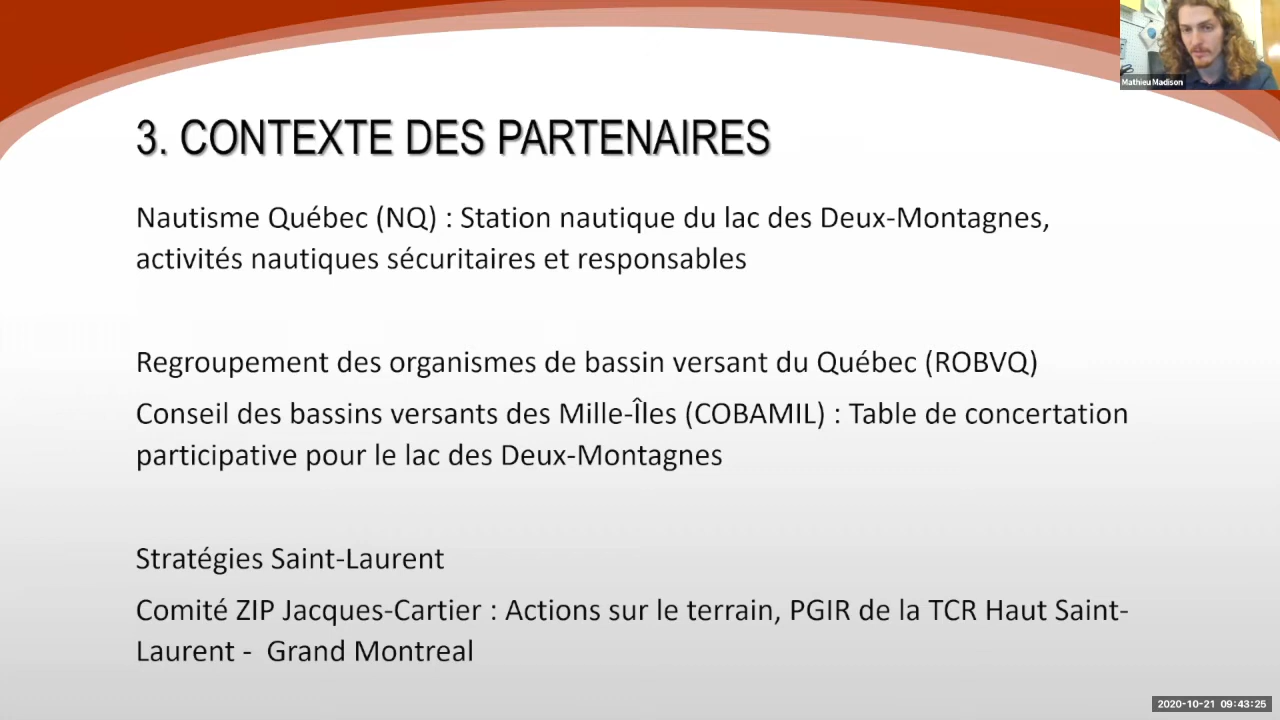 Mathieu Madison
3. CONTEXTE DES PARTENAIRES
Nautisme Québec (NQ) : Station nautique du lac des Deux-Montagnes,
activités nautiques sécuritaires et responsables
Regroupement des organismes de bassin versant du Québec (ROBVQ)
Conseil des bassins versants des Mille-Îles (COBAMIL) : Table de concertation
participative pour le lac des Deux-Montagnes
Stratégies Saint-Laurent
Comité ZIP Jacques-Cartier : Actions sur le terrain, PGIR de la TCR Haut Saint-
Laurent -  Grand Montreal
2020-10-21 09:43:25